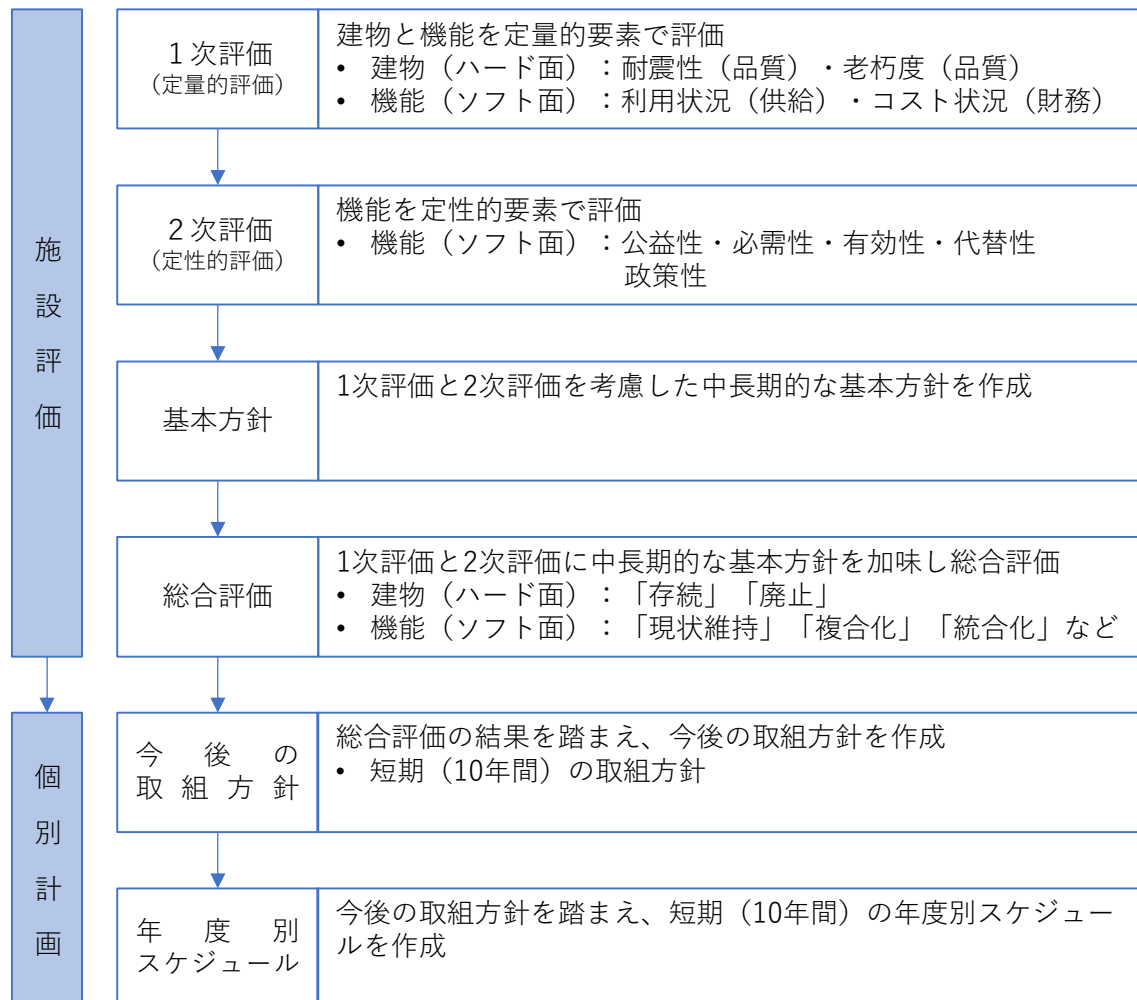 施設評価
１次評価
（定量的評価）
建物と機能を定量的要素で評価
• 建物（ハード面）：耐震性（品質）・老朽度（品質）
• 機能（ソフト面）：利用状況（供給）・コスト状況（財務）
２次評価
（定性的評価）
機能を定性的要素で評価
• 機能（ソフト面）：公益性・必需性・有効性・代替性
政策性
基本方針
1次評価と2次評価を考慮した中長期的な基本方針を作成
総合評価
1次評価と2次評価に中長期的な基本方針を加味し総合評価
• 建物（ハード面）：「存続」「廃止」
• 機能（ソフト面）：「現状維持」「複合化」「統合化」など
個別計画
今後の
取組方針
総合評価の結果を踏まえ、今後の取組方針を作成
• 短期（10年間）の取組方針
年度別
スケジュール
今後の取組方針を踏まえ、短期（10年間）の年度別スケジュー
ルを作成